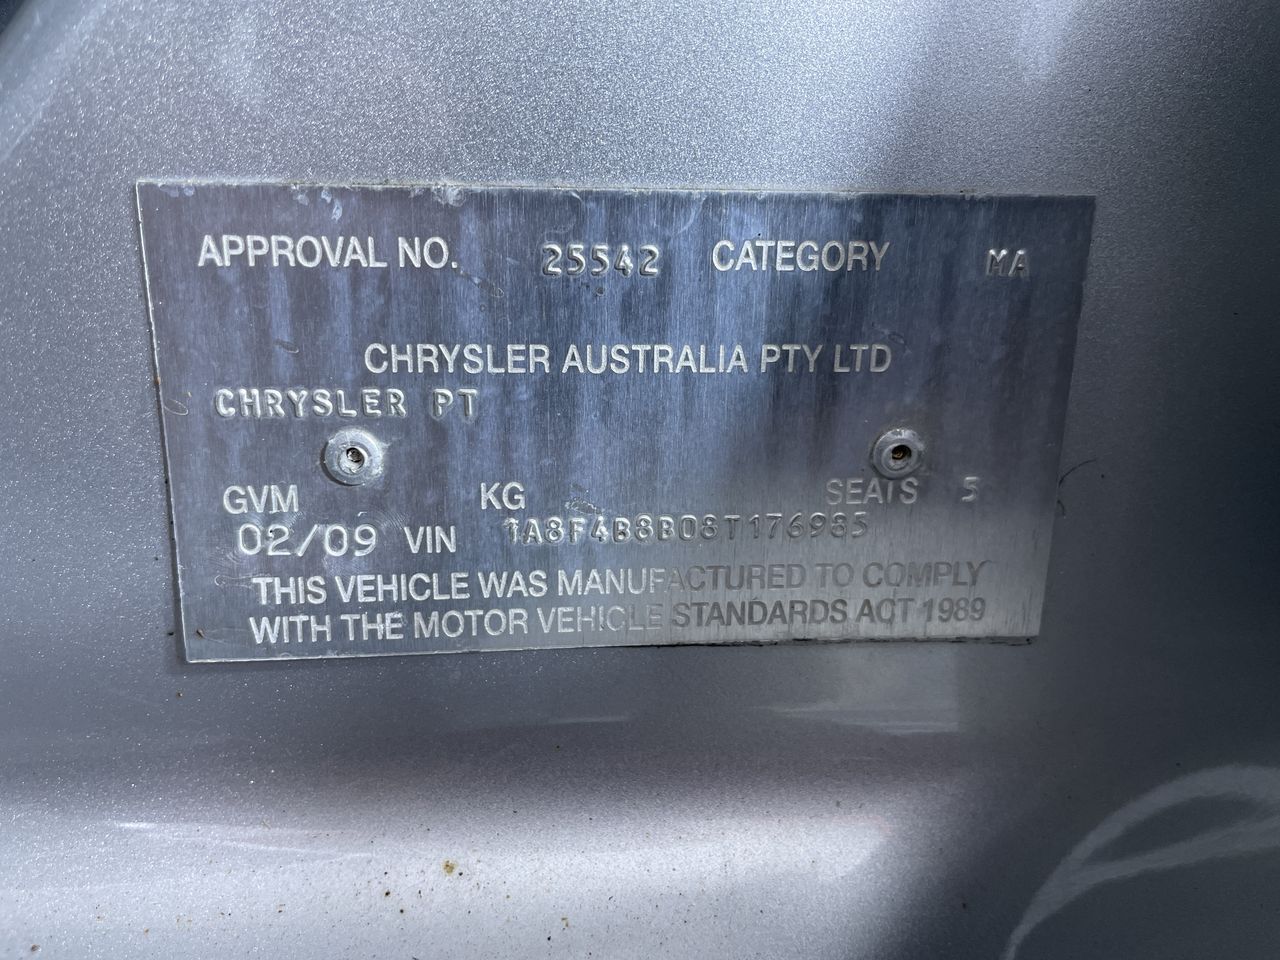 APPROVAL NO. 25542 CATEGORY MA
CHRYSLER AUSTRALIA PTY LTD
CHRYSLER PT
GVM KG SEATS 5
02/09 VIN 1A8F4B8B08T176985
THIS VEHICLE WAS MANUFACTURED TO COMPLY
WITH THE MOTOR VEHICLE STANDARDS ACT 1989